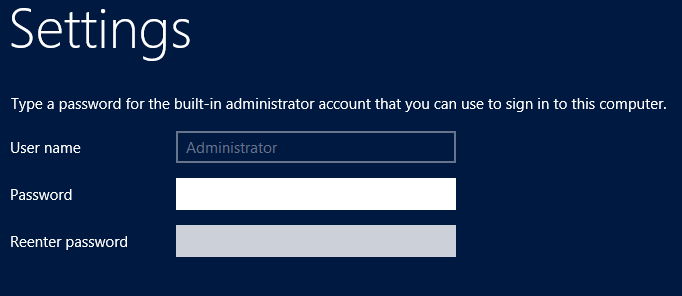 Settings
Type a password for the built-in administrator account that you can use to sign in to this computer.
User name
Administrator
Password
Reenter password